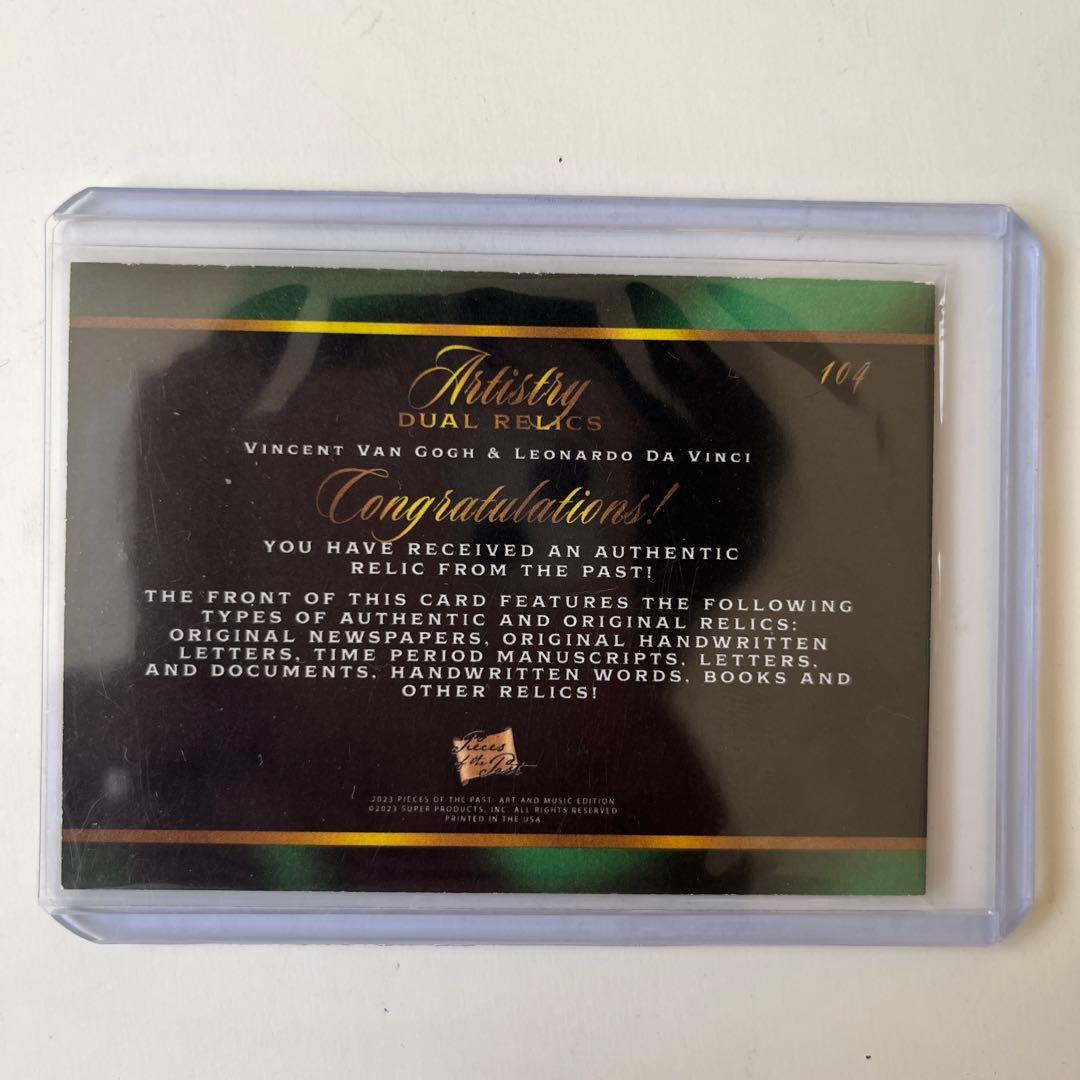 104
Artistry
DUAL RELICS
VINCENT VAN GOGH & LEONARDO DA VINCI
Congratulations!
YOU HAVE RECEIVED AN AUTHENTIC
RELIC FROM THE PAST!
THE FRONT OF THIS CARD FEATURES THE FOLLOWING
TYPES OF AUTHENTIC AND ORIGINAL RELICS:
ORIGINAL NEWSPAPERS, ORIGINAL HANDWRITTEN
LETTERS, TIME PERIOD MANUSCRIPTS, LETTERS,
AND DOCUMENTS, HANDWRITTEN WORDS, BOOKS AND
OTHER RELICS!
Pieces
of the Past
2023 PIECES OF THE PAST: ART AND MUSIC EDITION
©2023 SUPER PRODUCTS, INC. ALL RIGHTS RESERVED
PRINTED IN THE USA